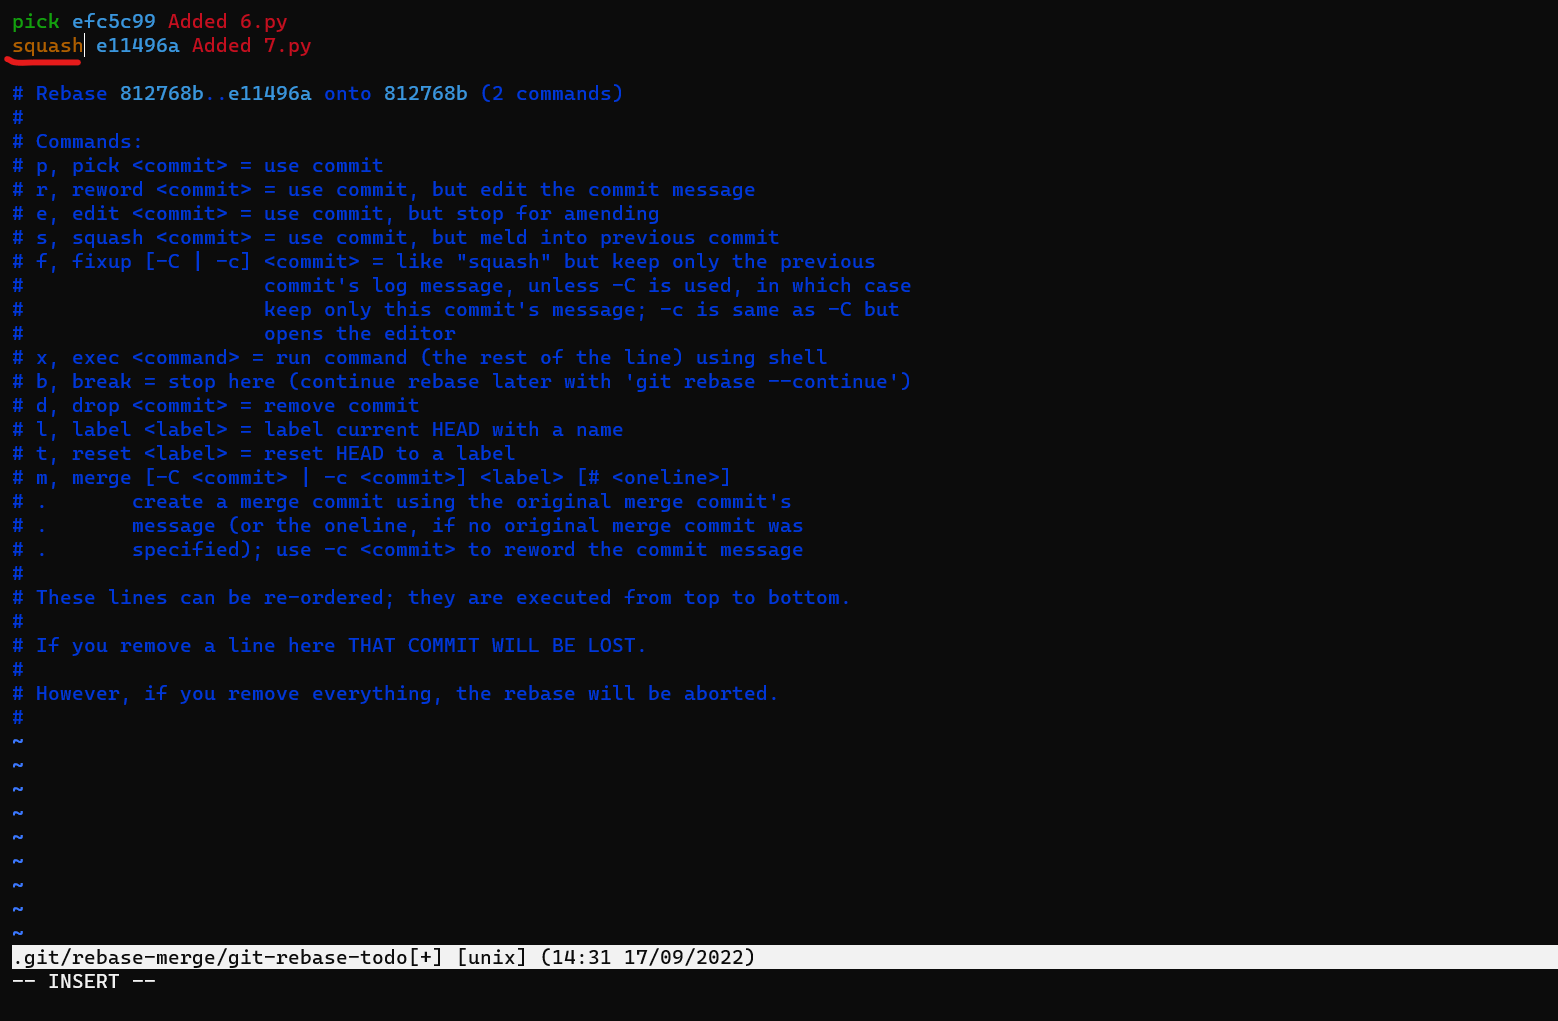 pick efc5c99 Added 6.py
squash e11496a Added 7.py
# Rebase 812768b..e11496a onto 812768b (2 commands)
#
# Commands:
# p, pick <commit> = use commit
# r, reword <commit> = use commit, but edit the commit message
# e, edit <commit> = use commit, but stop for amending
# s, squash <commit> = use commit, but meld into previous commit
# f, fixup [-C | -c] <commit> = like "squash" but keep only the previous
#                    commit's log message, unless -C is used, in which case
#                    keep only this commit's message; -c is same as -C but
#                    opens the editor
# x, exec <command> = run command (the rest of the line) using shell
# b, break = stop here (continue rebase later with 'git rebase --continue')
# d, drop <commit> = remove commit
# l, label <label> = label current HEAD with a name
# t, reset <label> = reset HEAD to a label
# m, merge [-C <commit> | -c <commit>] <label> [# <oneline>]
# .       create a merge commit using the original merge commit's
# .       message (or the oneline, if no original merge commit was
# .       specified); use -c <commit> to reword the commit message
#
# These lines can be re-ordered; they are executed from top to bottom.
#
# If you remove a line here THAT COMMIT WILL BE LOST.
#
# However, if you remove everything, the rebase will be aborted.
#
~
~
~
~
~
~
~
~
~
.git/rebase-merge/git-rebase-todo[+] [unix] (14:31 17/09/2022)
-- INSERT --